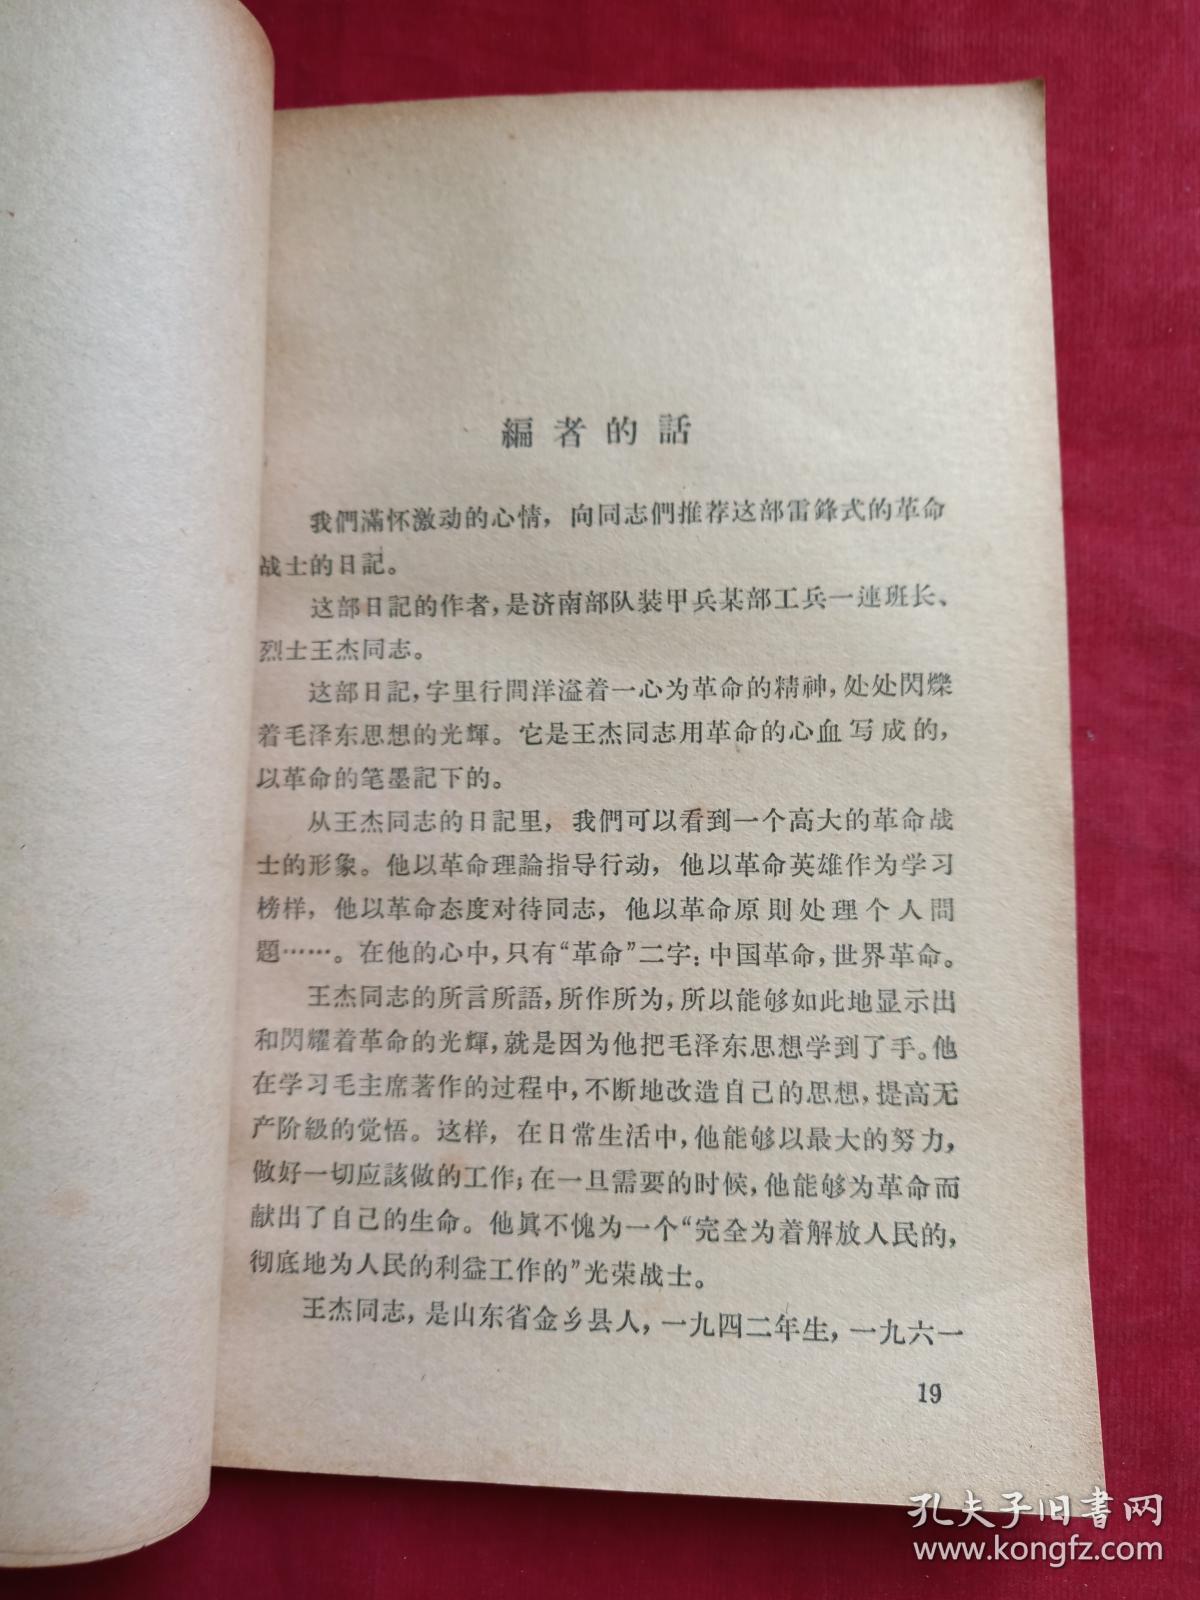 編者的話
我們滿怀激动的心情，向同志們推荐这部雷鋒式的革命
战士的日記。
这部日記的作者，是济南部队装甲兵某部工兵一連班长、
烈士王杰同志。
这部日記，字里行間洋溢着一心为革命的精神，处处閃爍
着毛泽东思想的光輝。它是王杰同志用革命的心血写成的，
以革命的笔墨記下的。
从王杰同志的日記里，我們可以看到一个高大的革命战
士的形象。他以革命理論指导行动，他以革命英雄作为学习
榜样，他以革命态度对待同志，他以革命原則处理个人問
題……。在他的心中，只有“革命”二字：中国革命，世界革命。
王杰同志的所言所語，所作所为，所以能够如此地显示出
和閃耀着革命的光輝，就是因为他把毛泽东思想学到了手。他
在学习毛主席著作的过程中，不断地改造自己的思想，提高无
产阶級的觉悟。这样，在日常生活中，他能够以最大的努力，
做好一切应該做的工作；在一旦需要的时候，他能够为革命而
献出了自己的生命。他眞不愧为一个“完全为着解放人民的，
彻底地为人民的利益工作的”光荣战士。
王杰同志，是山东省金乡县人，一九四二年生，一九六一
19
孔夫子旧書网
www.kongfz.com